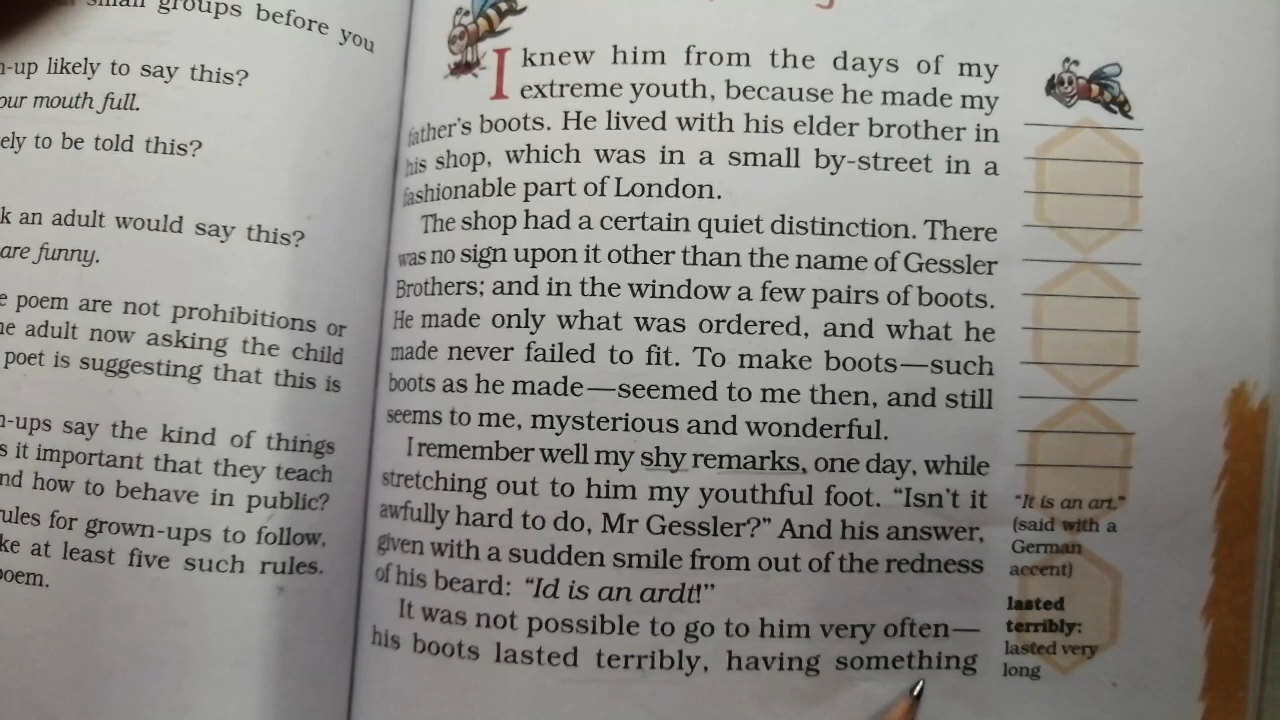 small groups before you
-up likely to say this?
our mouth full.
ely to be told this?
k an adult would say this?
are funny.
e poem are not prohibitions or
e adult now asking the child
poet is suggesting that this is
-ups say the kind of things
s it important that they teach
nd how to behave in public?
rules for grown-ups to follow,
ke at least five such rules.
poem.
I knew him from the days of my
extreme youth, because he made my
father's boots. He lived with his elder brother in
his shop, which was in a small by-street in a
fashionable part of London.
The shop had a certain quiet distinction. There
was no sign upon it other than the name of Gessler
Brothers; and in the window a few pairs of boots.
He made only what was ordered, and what he
made never failed to fit. To make boots—such
boots as he made—seemed to me then, and still
seems to me, mysterious and wonderful.
I remember well my shy remarks, one day, while
stretching out to him my youthful foot. “Isn't it
awfully hard to do, Mr Gessler?” And his answer,
given with a sudden smile from out of the redness
of his beard: “Id is an ardt!”
It was not possible to go to him very often—
his boots lasted terribly, having something
“It is an art.”
(said with a
German
accent)
lasted
terribly:
lasted very
long